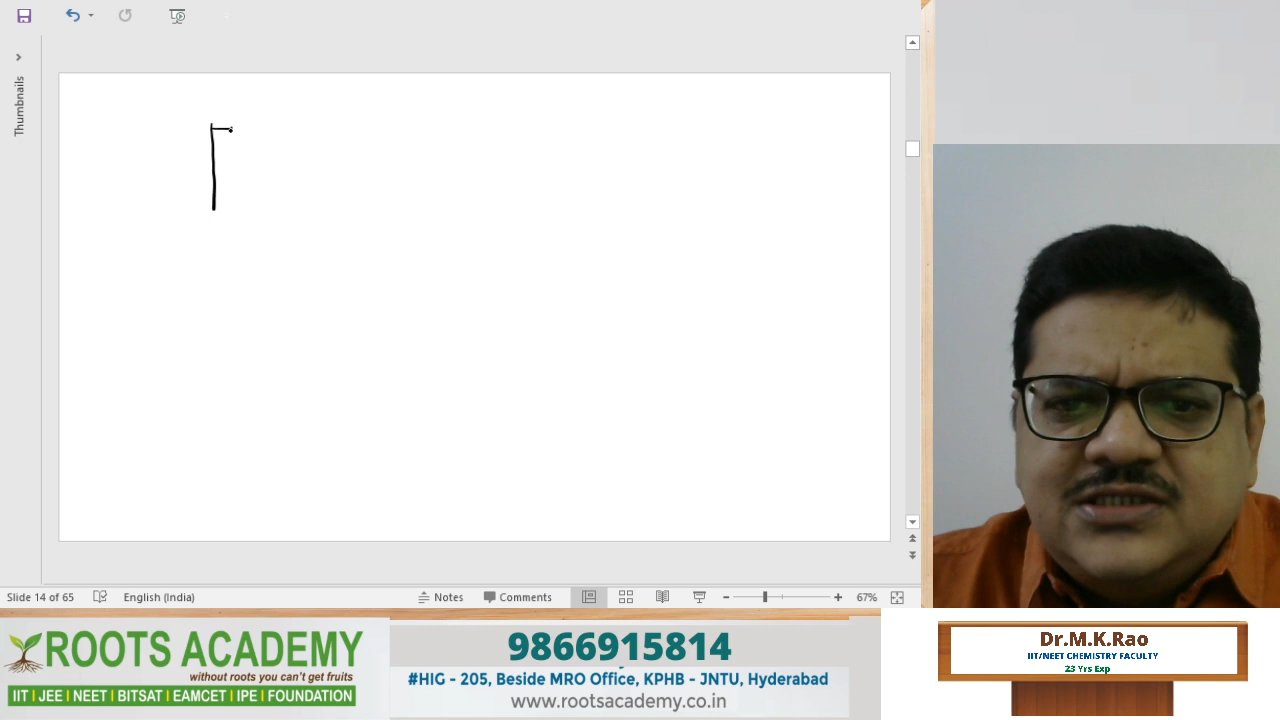 Thumbnails
Slide 14 of 65
English (India)
Notes
Comments
67%
ROOTS ACADEMY
without roots you can't get fruits
IIT I JEE I NEET I BITSAT I EAMCET I IPE I FOUNDATION
9866915814
#HIG - 205, Beside MRO Office, KPHB - JNTU, Hyderabad
www.rootsacademy.co.in
Dr.M.K.Rao
IIT/NEET CHEMISTRY FACULTY
23 Yrs Exp